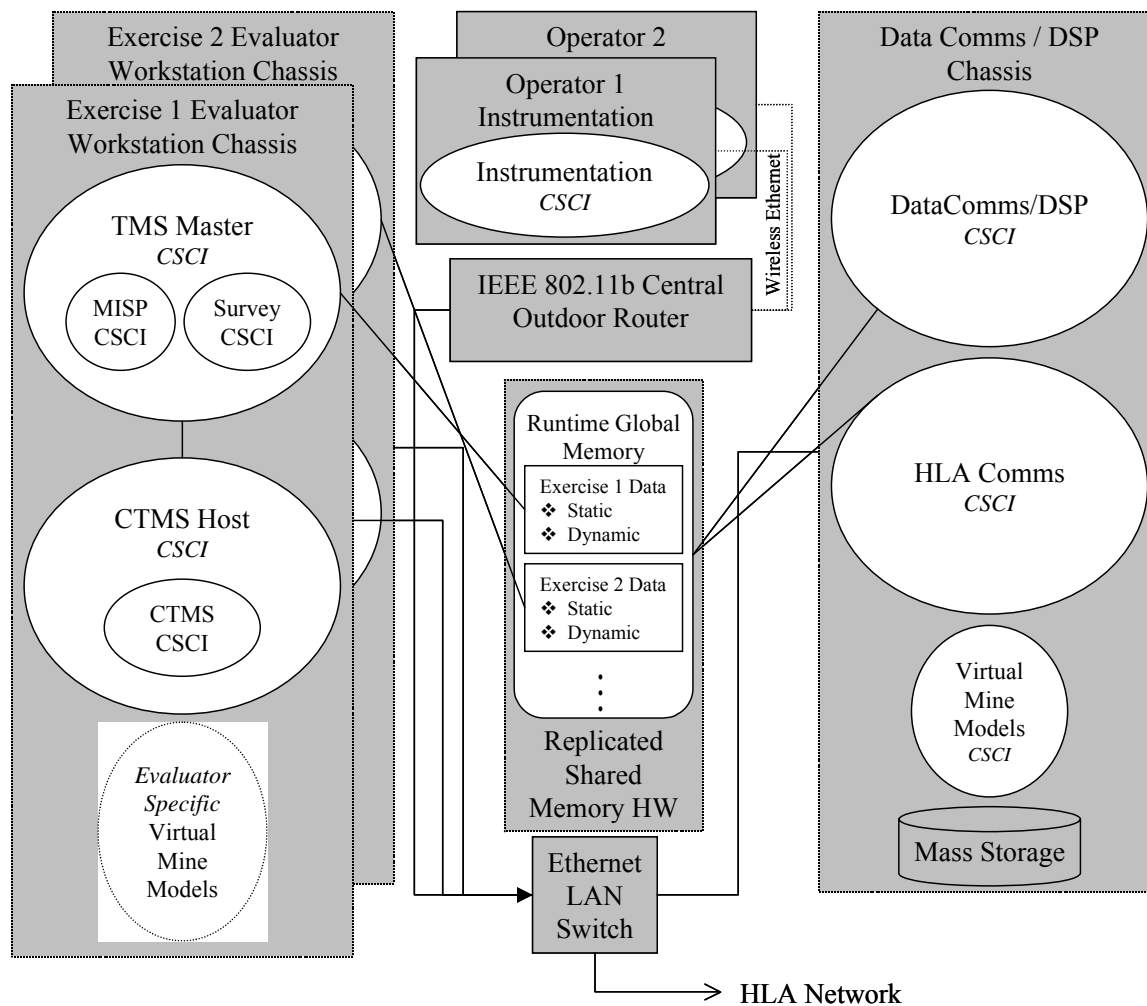 Exercise 2 Evaluator
Workstation Chassis
Exercise 1 Evaluator
Workstation Chassis
TMS Master
CSCI
MISP
CSCI
Survey
CSCI
CTMS Host
CSCI
CTMS
CSCI
Evaluator
Specific
Virtual
Mine
Models
Operator 2
Operator 1
Instrumentation
Instrumentation
CSCI
Wireless Ethernet
IEEE 802.11b Central
Outdoor Router
Runtime Global
Memory
Exercise 1 Data
❖ Static
❖ Dynamic
Exercise 2 Data
❖ Static
❖ Dynamic
Replicated
Shared
Memory HW
Ethernet
LAN
Switch
HLA Network
Data Comms / DSP
Chassis
DataComms/DSP
CSCI
HLA Comms
CSCI
Virtual
Mine
Models
CSCI
Mass Storage